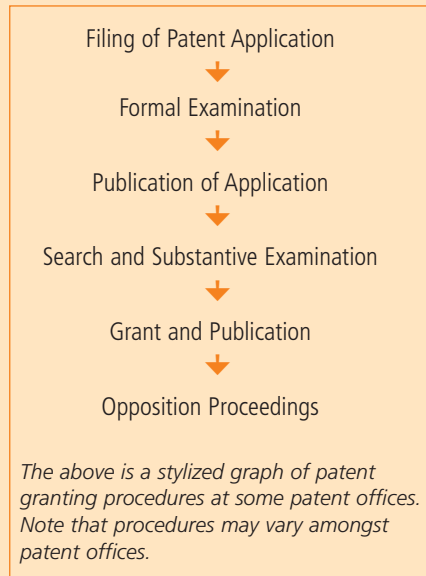 Filing of Patent Application
Formal Examination
Publication of Application
Search and Substantive Examination
Grant and Publication
Opposition Proceedings
The above is a stylized graph of patent
granting procedures at some patent offices.
Note that procedures may vary amongst
patent offices.